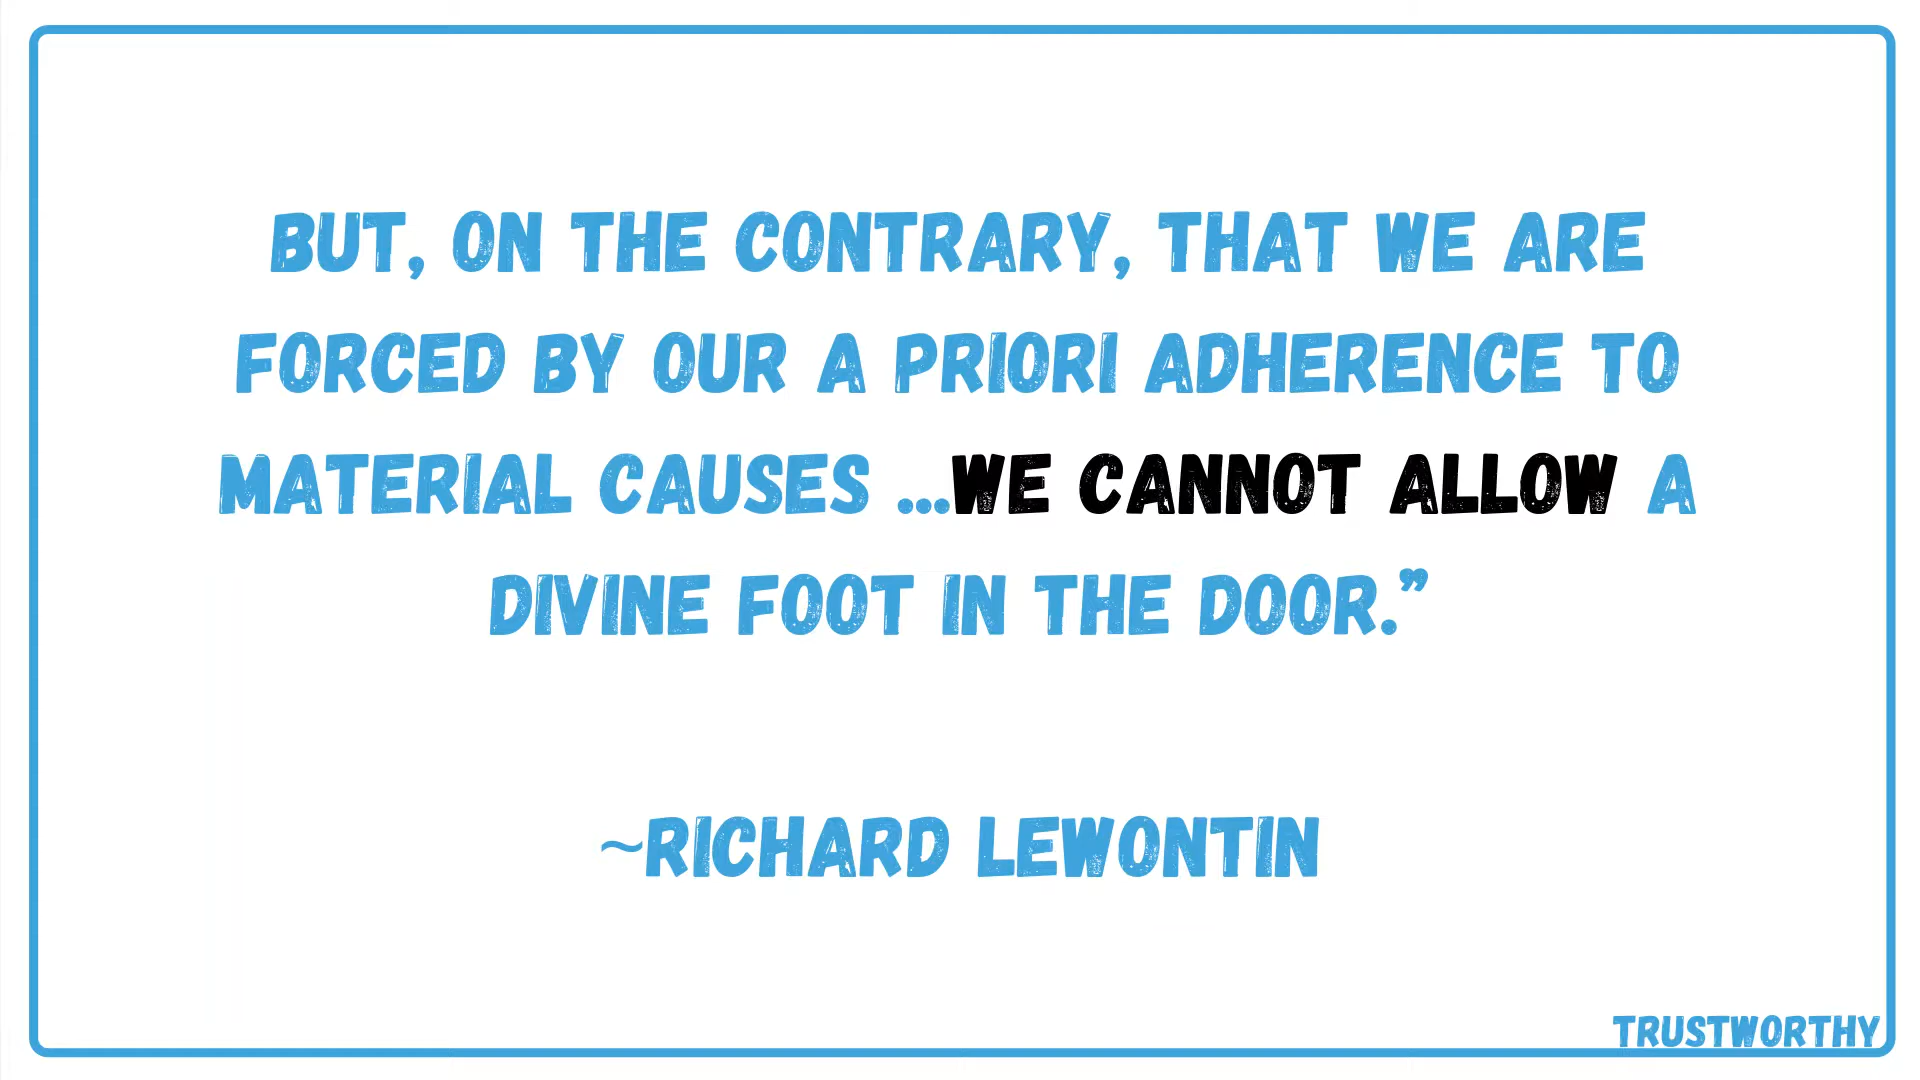 BUT, ON THE CONTRARY, THAT WE ARE
FORCED BY OUR A PRIORI ADHERENCE TO
MATERIAL CAUSES ...WE CANNOT ALLOW A
DIVINE FOOT IN THE DOOR.”
~RICHARD LEWONTIN
TRUSTWORTHY